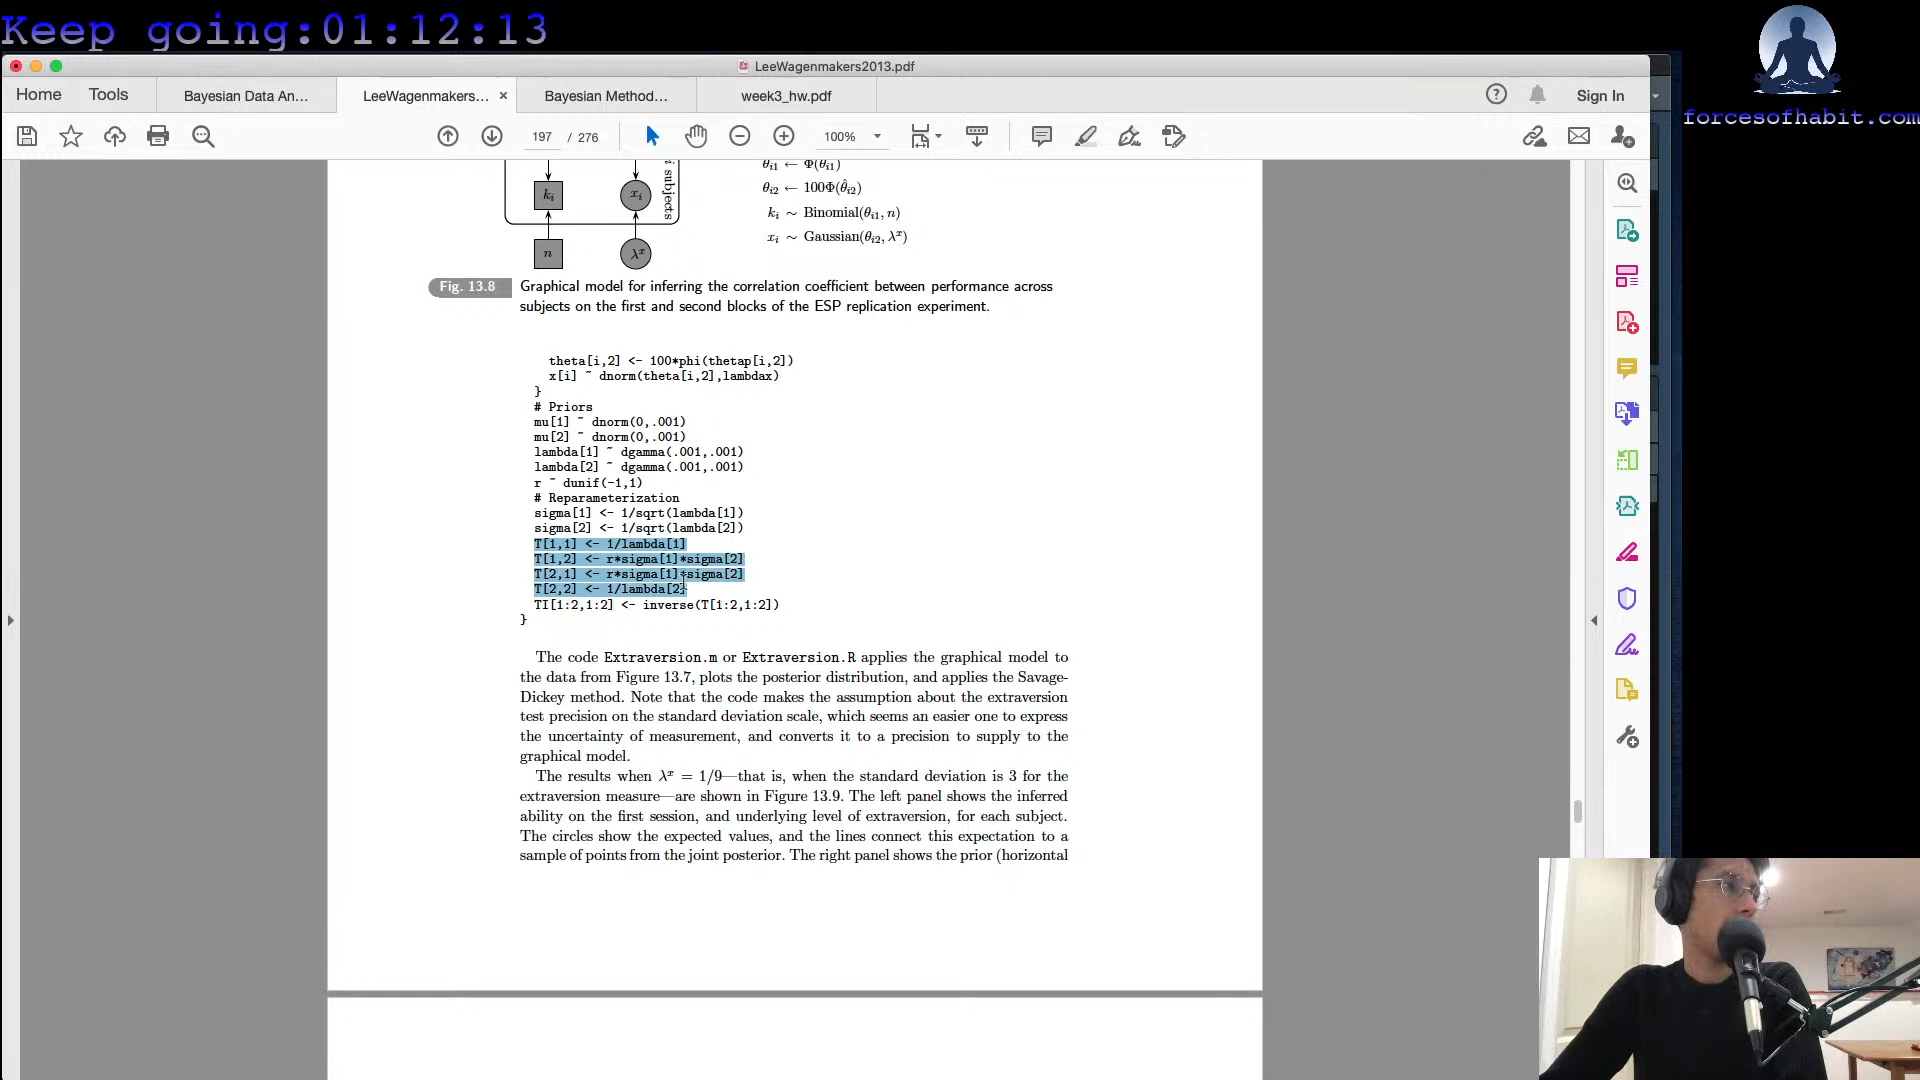 Keep going:01:12:13
forcesofhabit.com
LeeWagenmakers2013.pdf
Home
Tools
Bayesian Data An...
LeeWagenmakers...
Bayesian Method...
week3_hw.pdf
Sign In
197 / 276
100%
i subjects
k_i
x_i
n
λ^x
θ_i1 ← Φ(θ̂_i1)
θ_i2 ← 100Φ(θ̂_i2)
k_i ~ Binomial(θ_i1, n)
x_i ~ Gaussian(θ_i2, λ^x)
Fig. 13.8
Graphical model for inferring the correlation coefficient between performance across
subjects on the first and second blocks of the ESP replication experiment.
theta[i,2] <- 100*phi(thetap[i,2])
x[i] ~ dnorm(theta[i,2],lambdax)
}
# Priors
mu[1] ~ dnorm(0,.001)
mu[2] ~ dnorm(0,.001)
lambda[1] ~ dgamma(.001,.001)
lambda[2] ~ dgamma(.001,.001)
r ~ dunif(-1,1)
# Reparameterization
sigma[1] <- 1/sqrt(lambda[1])
sigma[2] <- 1/sqrt(lambda[2])
T[1,1] <- 1/lambda[1]
T[1,2] <- r*sigma[1]*sigma[2]
T[2,1] <- r*sigma[1]*sigma[2]
T[2,2] <- 1/lambda[2]
TI[1:2,1:2] <- inverse(T[1:2,1:2])
}
The code Extraversion.m or Extraversion.R applies the graphical model to
the data from Figure 13.7, plots the posterior distribution, and applies the Savage-
Dickey method. Note that the code makes the assumption about the extraversion
test precision on the standard deviation scale, which seems an easier one to express
the uncertainty of measurement, and converts it to a precision to supply to the
graphical model.
The results when λ^x = 1/9—that is, when the standard deviation is 3 for the
extraversion measure—are shown in Figure 13.9. The left panel shows the inferred
ability on the first session, and underlying level of extraversion, for each subject.
The circles show the expected values, and the lines connect this expectation to a
sample of points from the joint posterior. The right panel shows the prior (horizontal